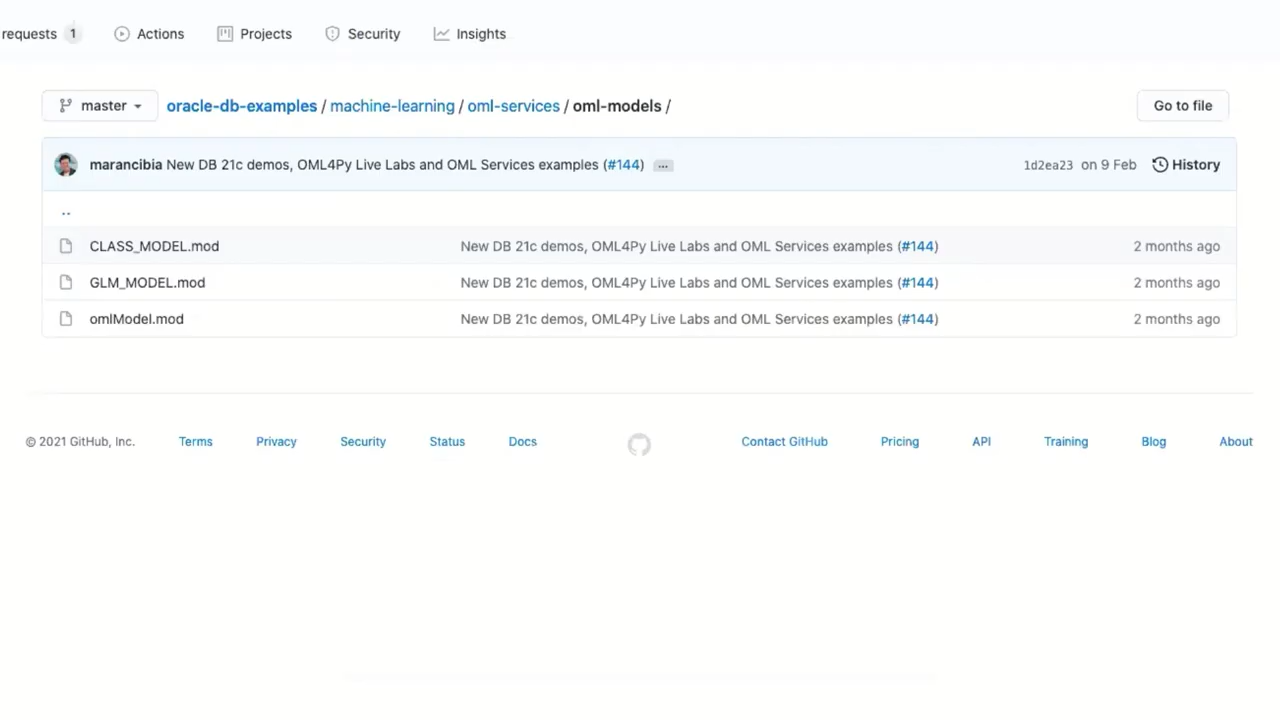 requests 1 Actions Projects Security Insights
master oracle-db-examples / machine-learning / oml-services / oml-models / Go to file
marancibia New DB 21c demos, OML4Py Live Labs and OML Services examples (#144) ... 1d2ea23 on 9 Feb History
..
CLASS_MODEL.mod New DB 21c demos, OML4Py Live Labs and OML Services examples (#144) 2 months ago
GLM_MODEL.mod New DB 21c demos, OML4Py Live Labs and OML Services examples (#144) 2 months ago
omlModel.mod New DB 21c demos, OML4Py Live Labs and OML Services examples (#144) 2 months ago
© 2021 GitHub, Inc. Terms Privacy Security Status Docs Contact GitHub Pricing API Training Blog About